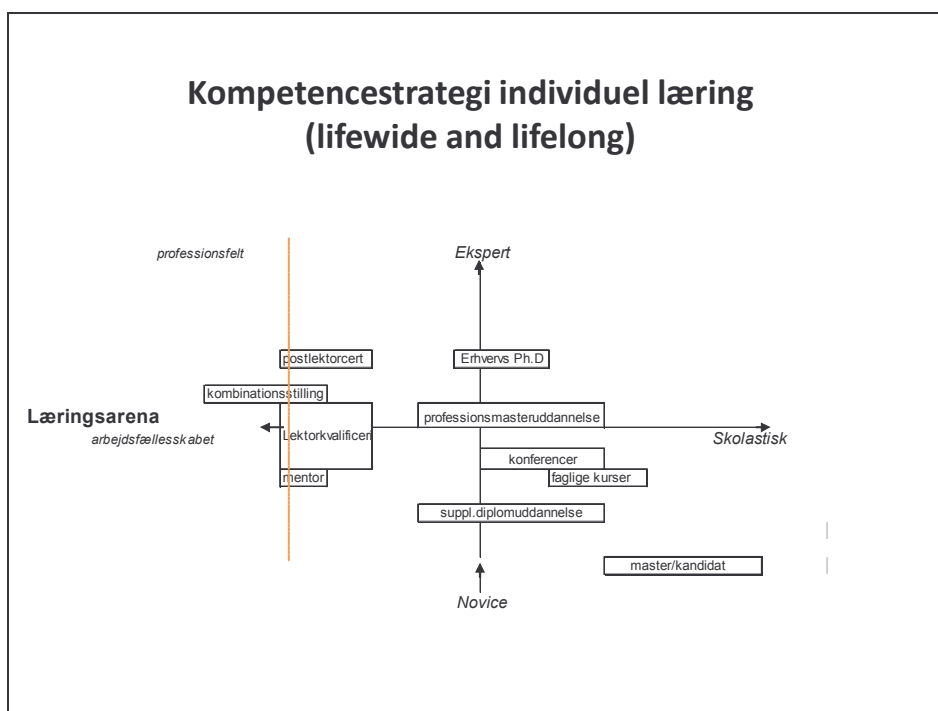 Kompetencestrategi individuel læring
(lifewide and lifelong)
professionsfelt
Ekspert
postlektorcert
Erhvervs Ph.D
kombinationsstilling
Læringsarena
professionsmasteruddannelse
arbejdsfællesskabet
Lektorkvalificeri
Skolastisk
konferencer
mentor
faglige kurser
suppl.diplomuddannelse
master/kandidat
Novice